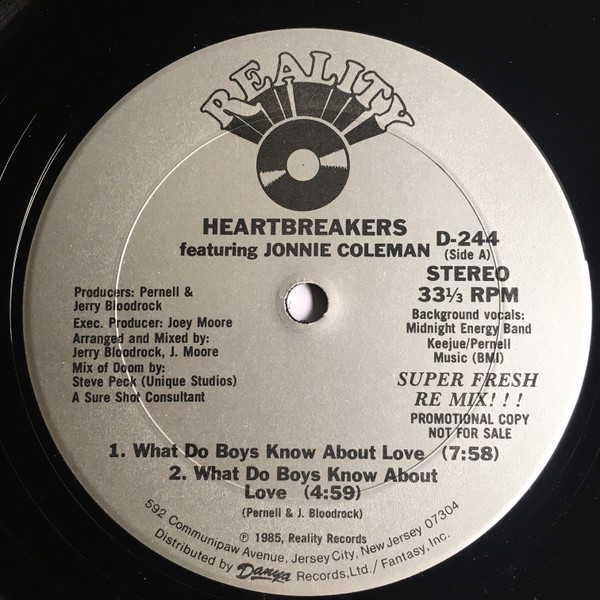 REALITY
HEARTBREAKERS
featuring JONNIE COLEMAN
D-244
(Side A)
STEREO
33⅓ RPM
Producers: Pernell &
Jerry Bloodrock
Exec. Producer: Joey Moore
Arranged and Mixed by:
Jerry Bloodrock, J. Moore
Mix of Doom by:
Steve Peck (Unique Studios)
A Sure Shot Consultant
Background vocals:
Midnight Energy Band
Keejue/Pernell
Music (BMI)
SUPER FRESH
RE MIX!!!
PROMOTIONAL COPY
NOT FOR SALE
1. What Do Boys Know About Love (7:58)
2. What Do Boys Know About
Love (4:59)
(Pernell & J. Bloodrock)
℗ 1985, Reality Records
592 Communipaw Avenue, Jersey City, New Jersey 07304
Distributed by Danya Records, Ltd./Fantasy, Inc.